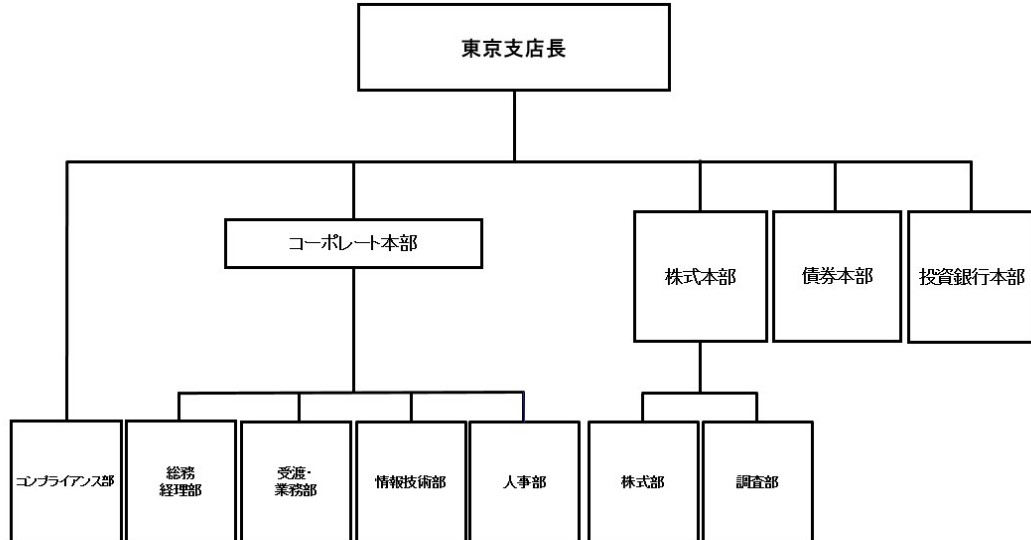 東京支店長
コーポレート本部
株式本部
債券本部
投資銀行本部
コンプライアンス部
総務
経理部
受渡・
業務部
情報技術部
人事部
株式部
調査部